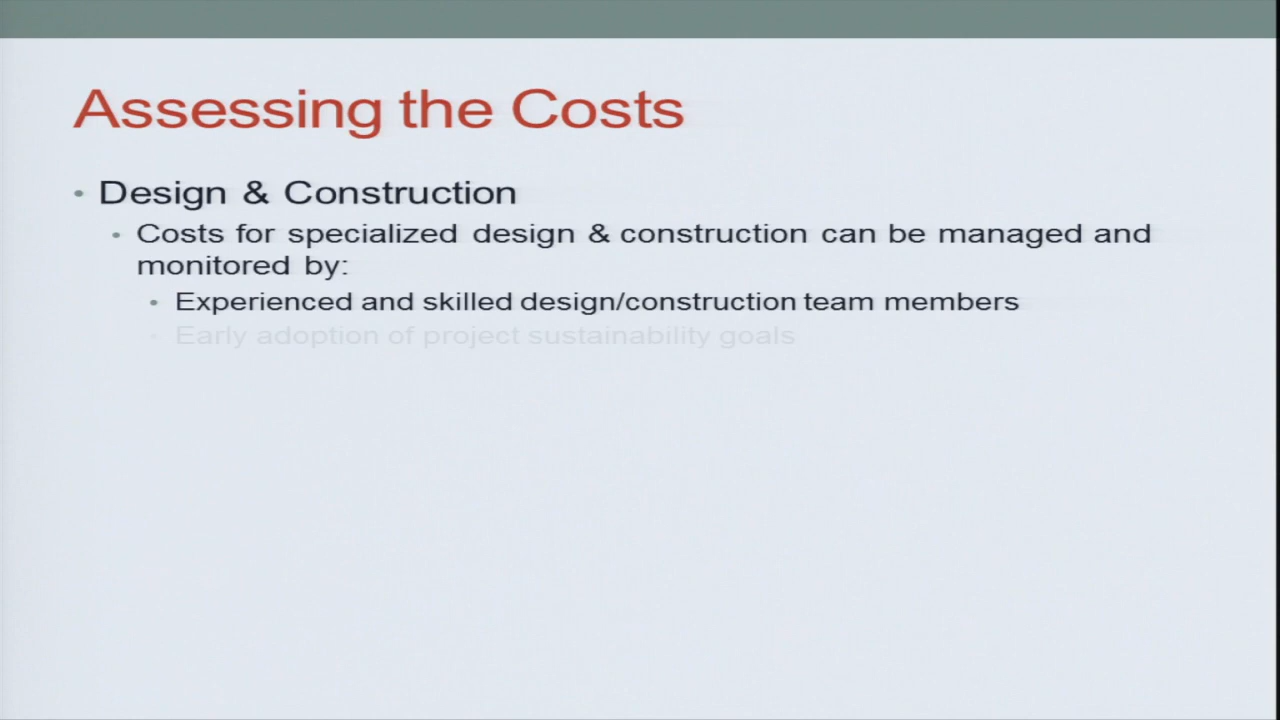 Assessing the Costs
• Design & Construction
• Costs for specialized design & construction can be managed and
monitored by:
• Experienced and skilled design/construction team members
• Early adoption of project sustainability goals